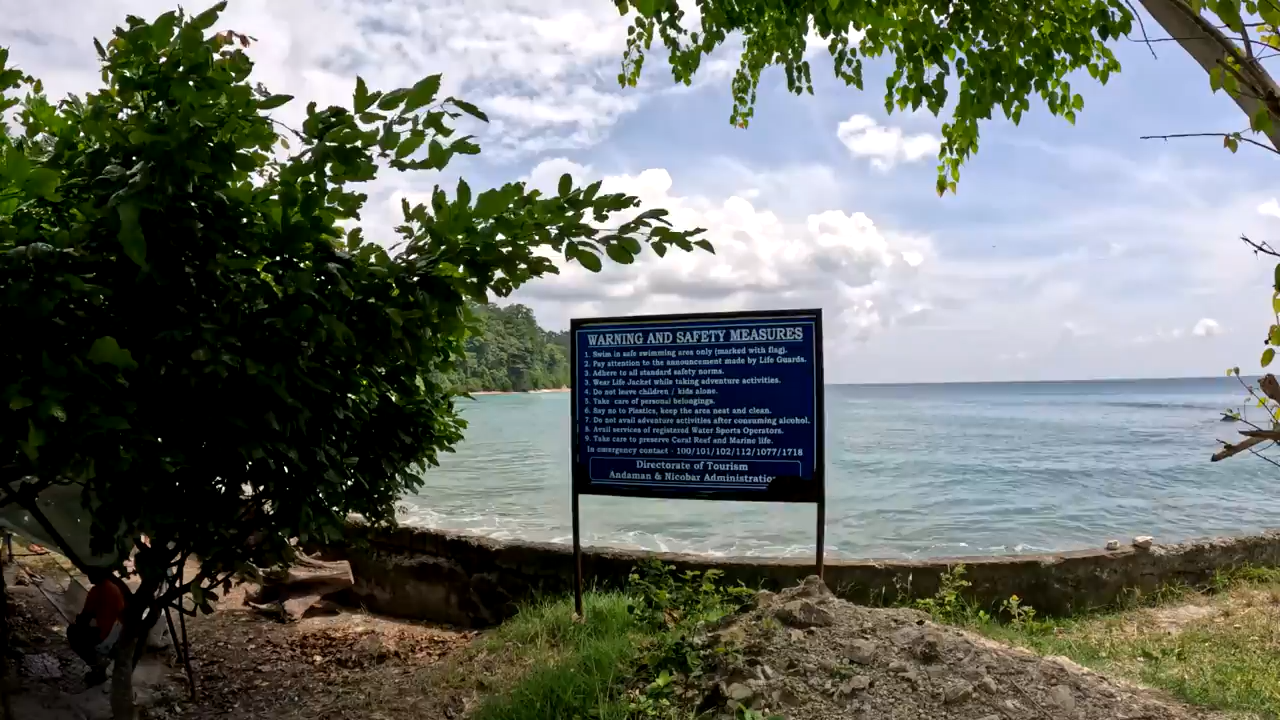 WARNING AND SAFETY MEASURES
1. Swim in safe swimming area only (marked with flag).
2. Pay attention to the announcement made by Life Guards.
3. Adhere to all standard safety norms.
3. Wear Life Jacket while taking adventure activities.
4. Do not leave children / kids alone.
5. Take care of personal belongings.
6. Say no to Plastics, keep the area neat and clean.
7. Do not avail adventure activities after consuming alcohol.
8. Avail services of registered Water Sports Operators.
9. Take care to preserve Coral Reef and Marine life.
In emergency contact - 100/101/102/112/1077/1718
Directorate of Tourism
Andaman & Nicobar Administration